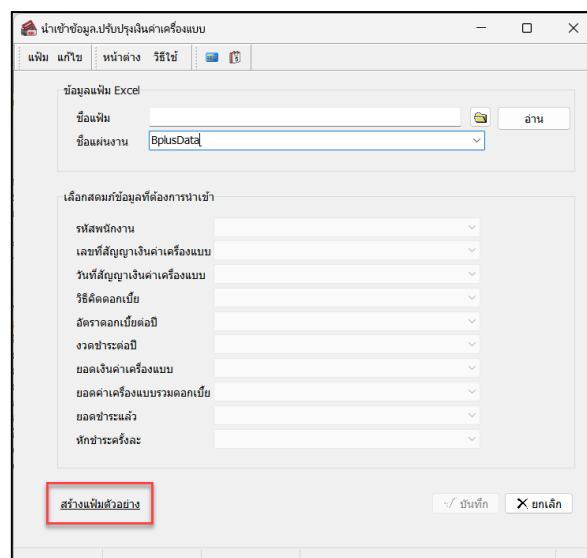 นำเข้าข้อมูล.ปรับปรุงเงินค่าเครื่องแบบ
แฟ้ม แก้ไข หน้าต่าง วิธีใช้
ข้อมูลแฟ้ม Excel
ชื่อแฟ้ม อ่าน
ชื่อแผ่นงาน BplusData
เลือกสดมภ์ข้อมูลที่ต้องการนำเข้า
รหัสพนักงาน
เลขที่สัญญาเงินค่าเครื่องแบบ
วันที่สัญญาเงินค่าเครื่องแบบ
วิธีคิดดอกเบี้ย
อัตราดอกเบี้ยต่อปี
งวดชำระต่อปี
ยอดเงินค่าเครื่องแบบ
ยอดค่าเครื่องแบบรวมดอกเบี้ย
ยอดชำระแล้ว
หักชำระครั้งละ
สร้างแฟ้มตัวอย่าง บันทึก ยกเลิก